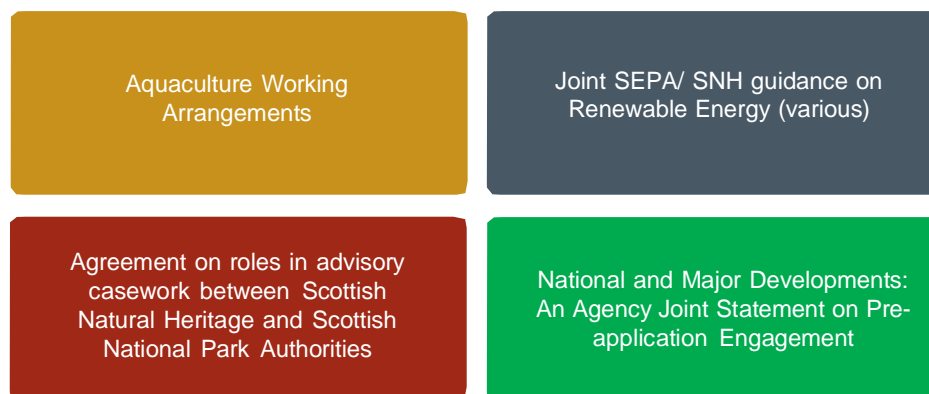 Aquaculture Working
Arrangements
Joint SEPA/ SNH guidance on
Renewable Energy (various)
Agreement on roles in advisory
casework between Scottish
Natural Heritage and Scottish
National Park Authorities
National and Major Developments:
An Agency Joint Statement on Pre-
application Engagement